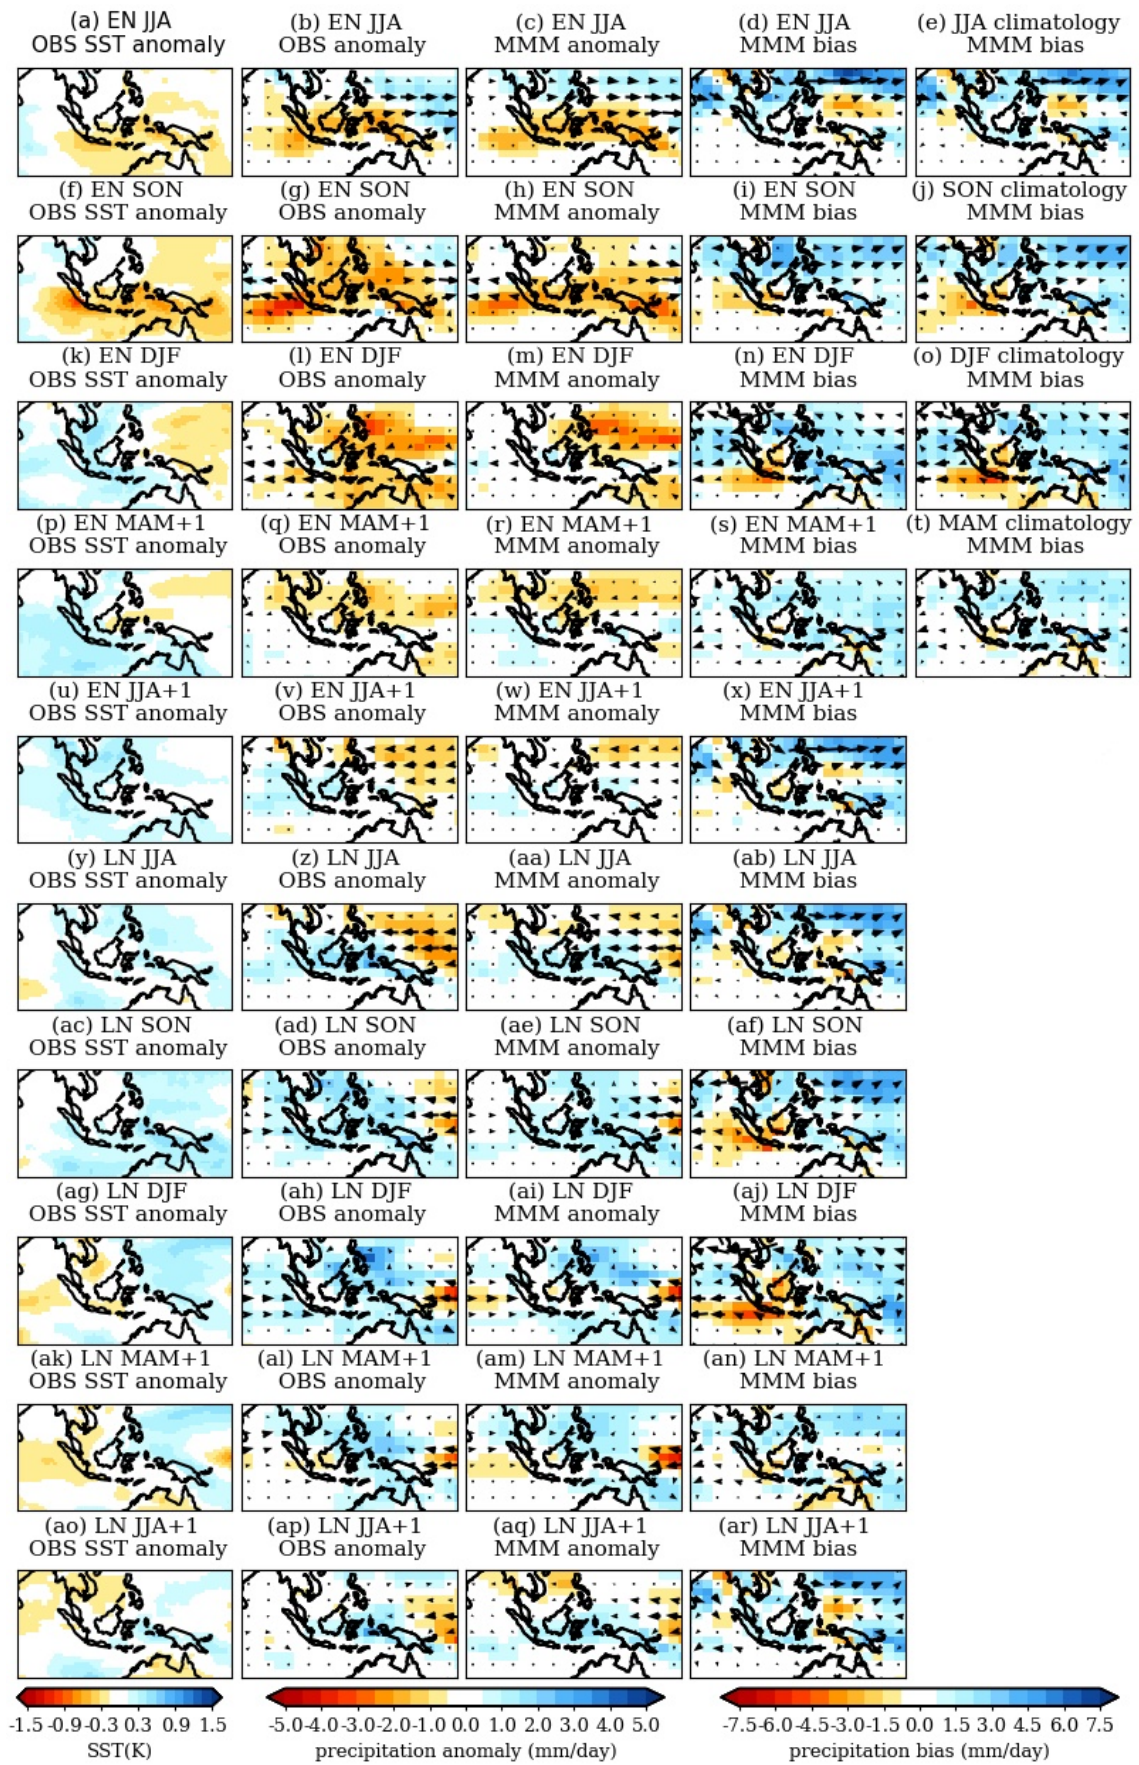 (a) EN JJA
OBS SST anomaly
(b) EN JJA
OBS anomaly
(c) EN JJA
MMM anomaly
(d) EN JJA
MMM bias
(e) JJA climatology
MMM bias
(f) EN SON
OBS SST anomaly
(g) EN SON
OBS anomaly
(h) EN SON
MMM anomaly
(i) EN SON
MMM bias
(j) SON climatology
MMM bias
(k) EN DJF
OBS SST anomaly
(l) EN DJF
OBS anomaly
(m) EN DJF
MMM anomaly
(n) EN DJF
MMM bias
(o) DJF climatology
MMM bias
(p) EN MAM+1
OBS SST anomaly
(q) EN MAM+1
OBS anomaly
(r) EN MAM+1
MMM anomaly
(s) EN MAM+1
MMM bias
(t) MAM climatology
MMM bias
(u) EN JJA+1
OBS SST anomaly
(v) EN JJA+1
OBS anomaly
(w) EN JJA+1
MMM anomaly
(x) EN JJA+1
MMM bias
(y) LN JJA
OBS SST anomaly
(z) LN JJA
OBS anomaly
(aa) LN JJA
MMM anomaly
(ab) LN JJA
MMM bias
(ac) LN SON
OBS SST anomaly
(ad) LN SON
OBS anomaly
(ae) LN SON
MMM anomaly
(af) LN SON
MMM bias
(ag) LN DJF
OBS SST anomaly
(ah) LN DJF
OBS anomaly
(ai) LN DJF
MMM anomaly
(aj) LN DJF
MMM bias
(ak) LN MAM+1
OBS SST anomaly
(al) LN MAM+1
OBS anomaly
(am) LN MAM+1
MMM anomaly
(an) LN MAM+1
MMM bias
(ao) LN JJA+1
OBS SST anomaly
(ap) LN JJA+1
OBS anomaly
(aq) LN JJA+1
MMM anomaly
(ar) LN JJA+1
MMM bias
-1.5 -0.9 -0.3 0.3 0.9 1.5
SST(K)
-5.0-4.0-3.0-2.0-1.0 0.0 1.0 2.0 3.0 4.0 5.0
precipitation anomaly (mm/day)
-7.5-6.0-4.5-3.0-1.5 0.0 1.5 3.0 4.5 6.0 7.5
precipitation bias (mm/day)